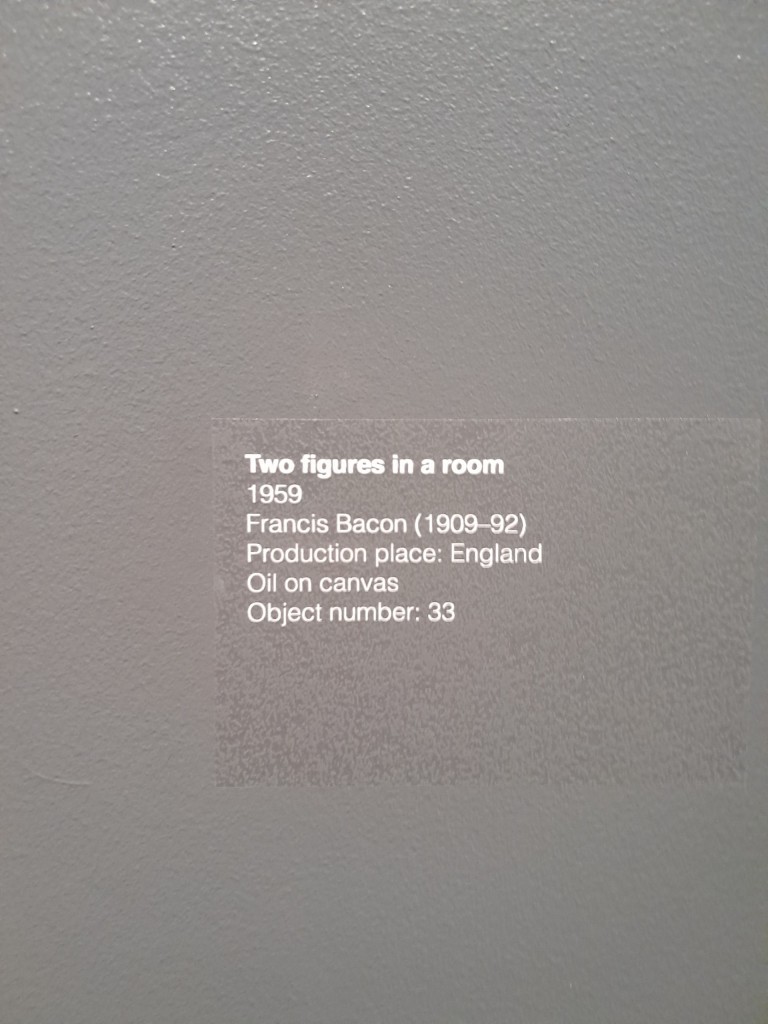 Two figures in a room
1959
Francis Bacon (1909–92)
Production place: England
Oil on canvas
Object number: 33